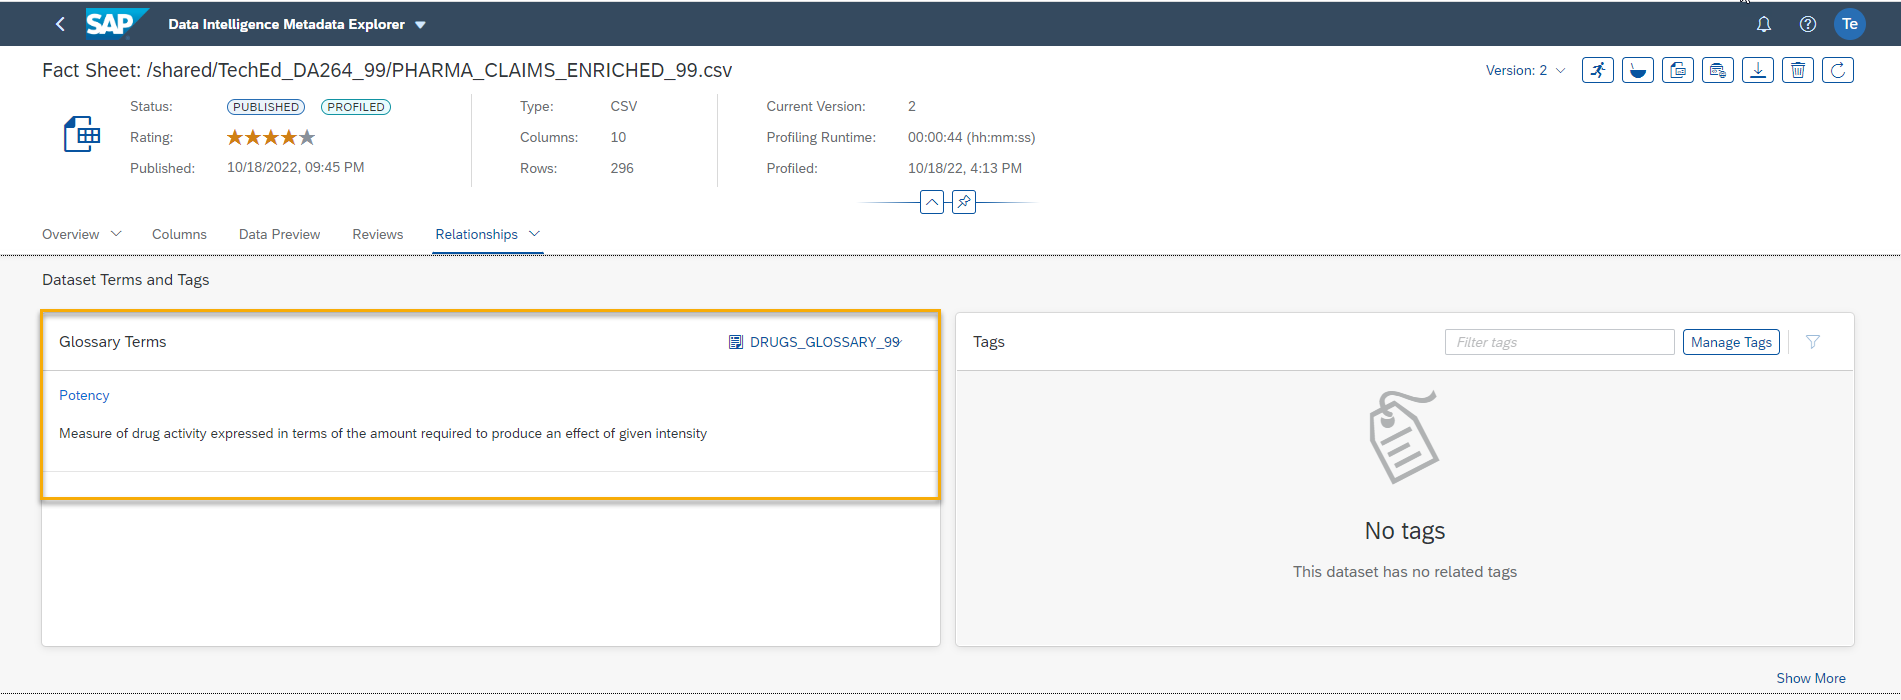 SAP Data Intelligence Metadata Explorer Te
Fact Sheet: /shared/TechEd_DA264_99/PHARMA_CLAIMS_ENRICHED_99.csv Version: 2
Status: PUBLISHED PROFILED Type: CSV Current Version: 2
Rating: Columns: 10 Profiling Runtime: 00:00:44 (hh:mm:ss)
Published: 10/18/2022, 09:45 PM Rows: 296 Profiled: 10/18/22, 4:13 PM
Overview Columns Data Preview Reviews Relationships
Dataset Terms and Tags
Glossary Terms DRUGS_GLOSSARY_99
Potency
Measure of drug activity expressed in terms of the amount required to produce an effect of given intensity
Tags Filter tags Manage Tags
No tags
This dataset has no related tags
Show More